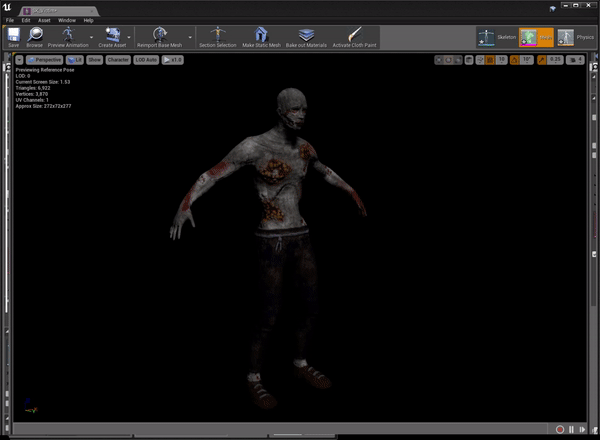 File Edit Asset Window Help
Save Browse Preview Animation Create Asset Reimport Base Mesh Section Selection Make Static Mesh Bake out Materials Activate Cloth Paint Skeleton Physics
Perspective Lit Show Character LOD Auto x1.0 10 10° 0.25 4
Previewing Reference Pose
LOD: 0
Current Screen Size: 1.53
Triangles: 6,922
Vertices: 3,870
UV Channels: 1
Approx Size: 272x72x277